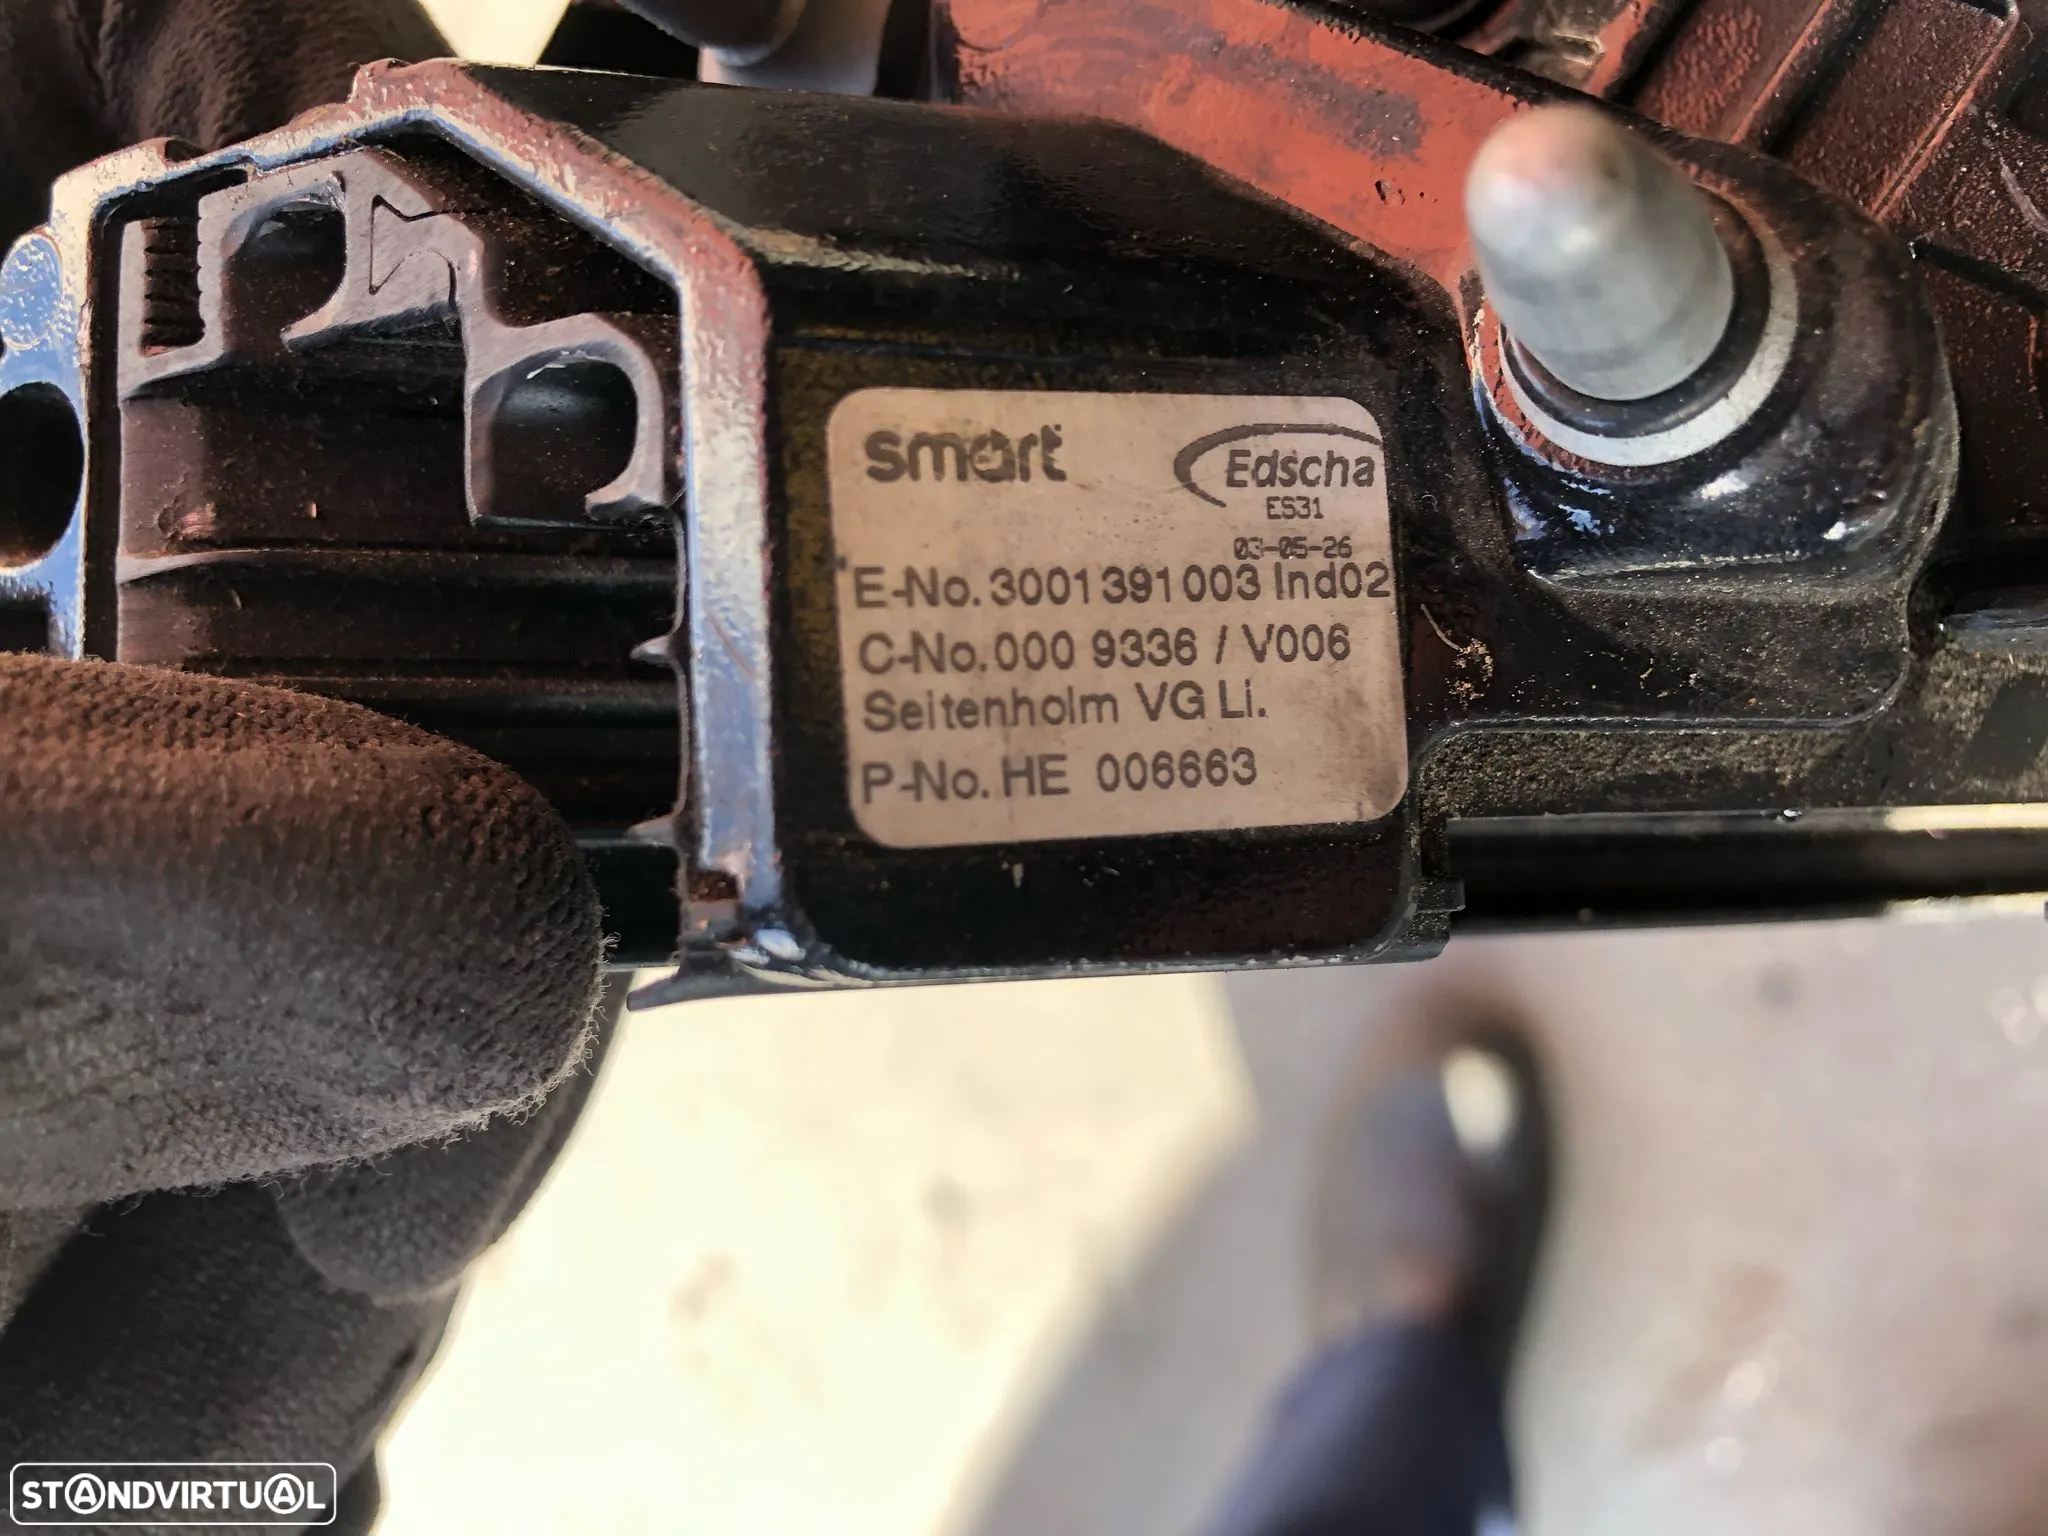 smart
Edscha
ES31
03-05-26
E-No. 3001391003 Ind02
C-No. 000 9336 / V006
Seitenholm VG Li.
P-No. HE 006663
STANDVIRTUAL